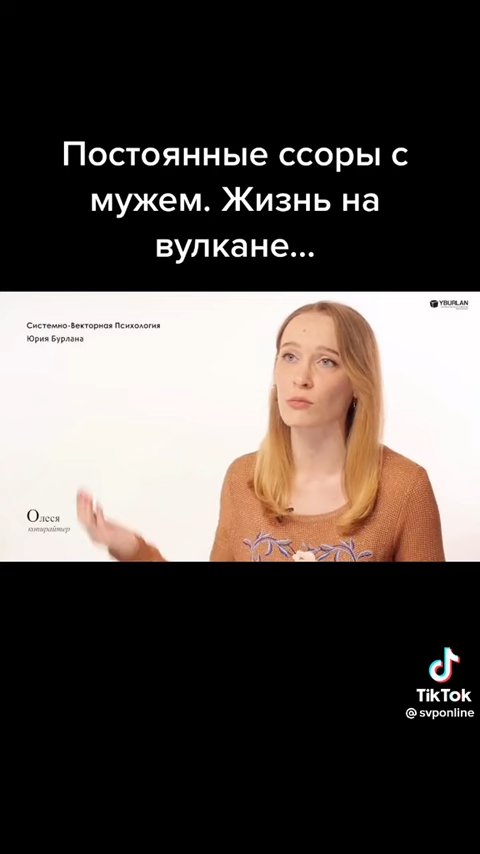 Постоянные ссоры с
мужем. Жизнь на
вулкане...
YBURLAN
Системно-Векторная Психология
Юрия Бурлана
Олеся
копирайтер
TikTok
@ svponline